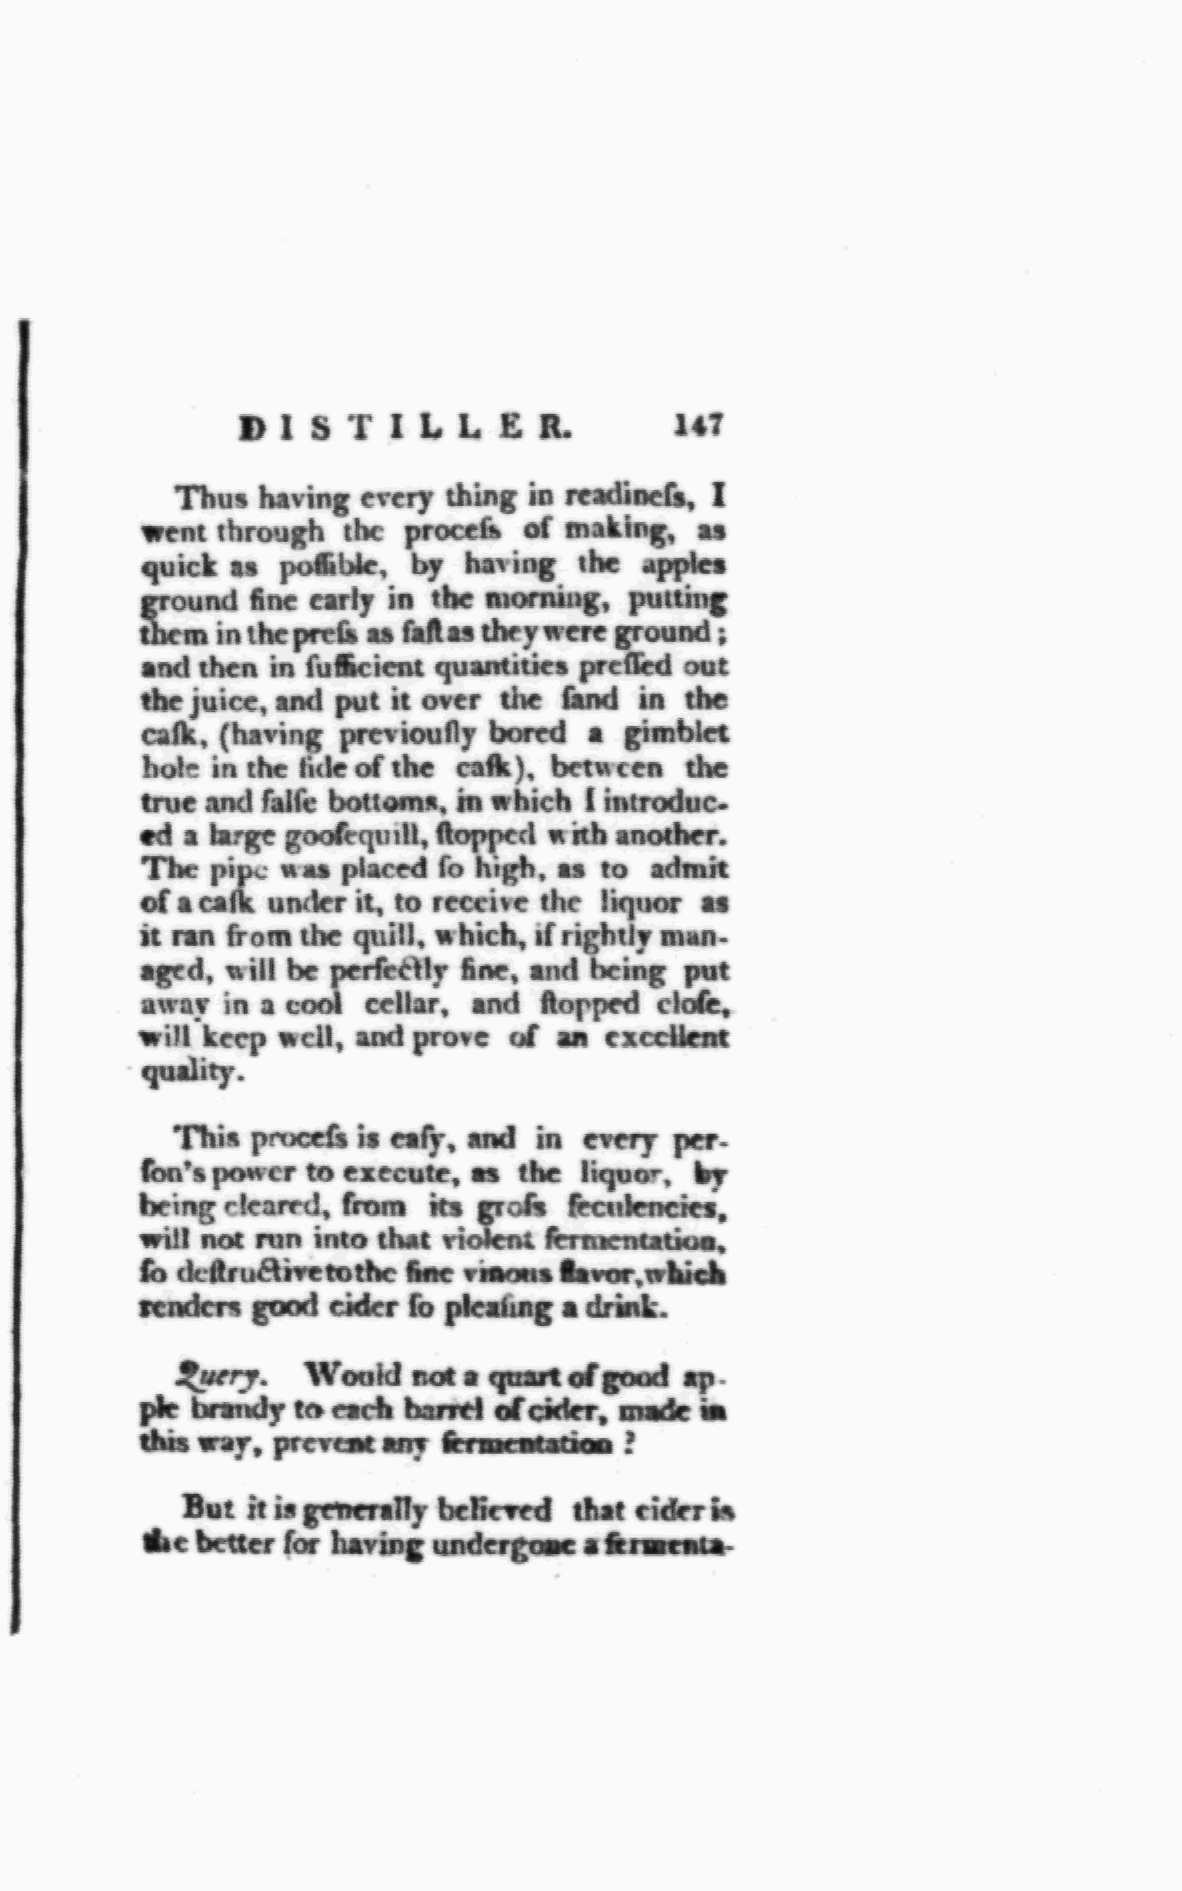 DISTILLER. 147
Thus having every thing in readineſs, I
went through the proceſs of making, as
quick as poſſible, by having the apples
ground fine early in the morning, putting
them in the preſs as faſt as they were ground;
and then in ſufficient quantities preſſed out
the juice, and put it over the ſand in the
caſk, (having previouſly bored a gimblet
hole in the ſide of the caſk), between the
true and falſe bottoms, in which I introduc-
ed a large gooſequill, ſtopped with another.
The pipe was placed ſo high, as to admit
of a caſk under it, to receive the liquor as
it ran from the quill, which, if rightly man-
aged, will be perfectly fine, and being put
away in a cool cellar, and ſtopped cloſe,
will keep well, and prove of an excellent
quality.
This proceſs is eaſy, and in every per-
ſon's power to execute, as the liquor, by
being cleared, from its groſs feculencies,
will not run into that violent fermentation,
ſo deſtructive to the fine vinous flavor, which
renders good cider ſo pleaſing a drink.
Query. Would not a quart of good ap-
ple brandy to each barrel of cider, made in
this way, prevent any fermentation?
But it is generally believed that cider is
the better for having undergone a fermenta-